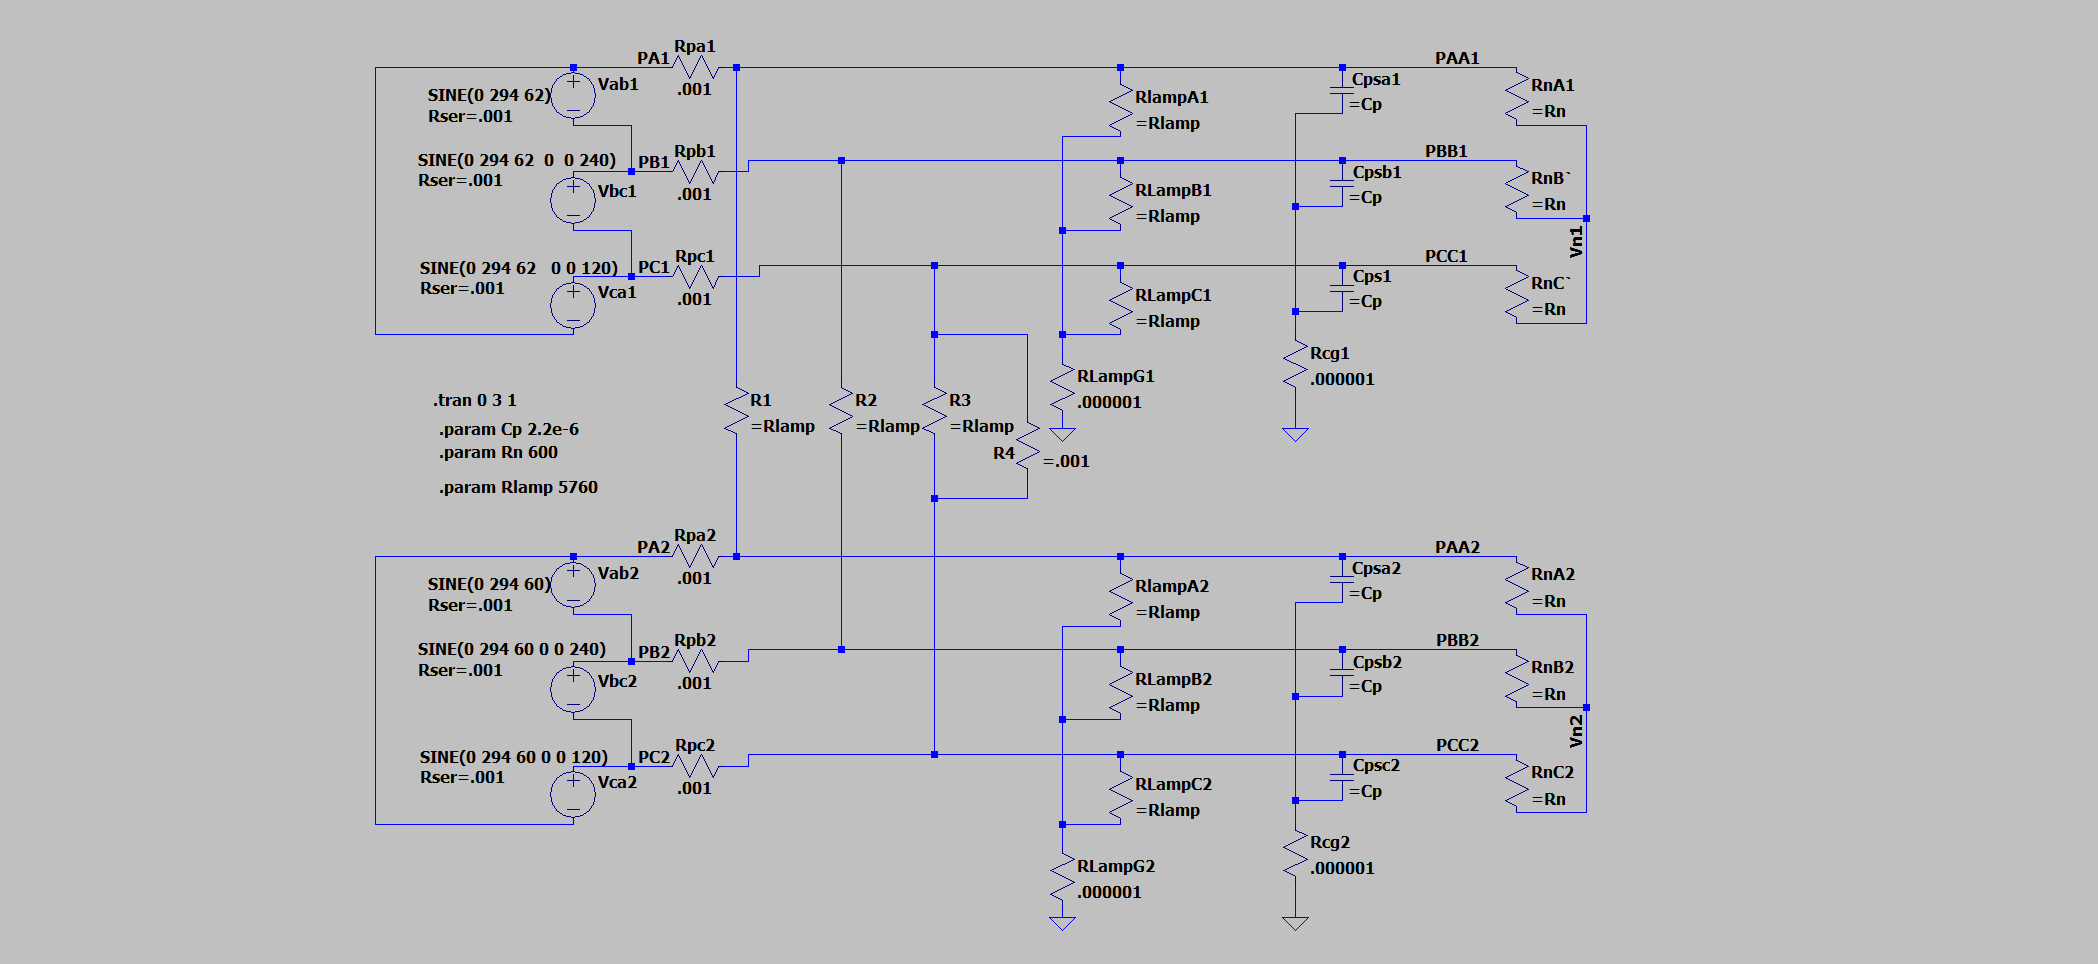 PA1
Rpa1
.001
Vab1
SINE(0 294 62)
Rser=.001
PAA1
Cpsa1
=Cp
RnA1
=Rn
RlampA1
=Rlamp
SINE(0 294 62  0  0 240)
Rser=.001
PB1
Rpb1
.001
Vbc1
PBB1
RLampB1
=Rlamp
Cpsb1
=Cp
RnB`
=Rn
Vn1
SINE(0 294 62   0 0 120)
Rser=.001
PC1
Rpc1
.001
Vca1
PCC1
RLampC1
=Rlamp
Cps1
=Cp
RnC`
=Rn
Rcg1
.000001
RLampG1
.000001
.tran 0 3 1
.param Cp 2.2e-6
.param Rn 600
.param Rlamp 5760
R1
=Rlamp
R2
=Rlamp
R3
=Rlamp
R4
=.001
PA2
Rpa2
.001
Vab2
SINE(0 294 60)
Rser=.001
PAA2
Cpsa2
=Cp
RnA2
=Rn
RlampA2
=Rlamp
SINE(0 294 60 0 0 240)
Rser=.001
PB2
Rpb2
.001
Vbc2
PBB2
RLampB2
=Rlamp
Cpsb2
=Cp
RnB2
=Rn
Vn2
SINE(0 294 60 0 0 120)
Rser=.001
PC2
Rpc2
.001
Vca2
PCC2
RLampC2
=Rlamp
Cpsc2
=Cp
RnC2
=Rn
Rcg2
.000001
RLampG2
.000001